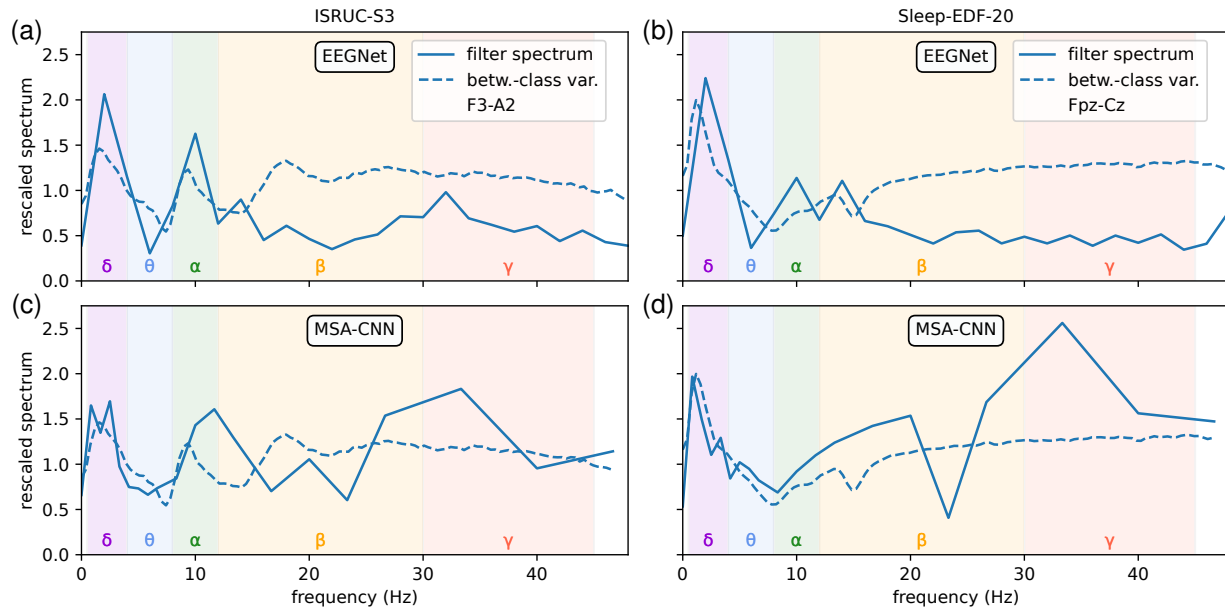 ISRUC-S3
Sleep-EDF-20
(a)
EEGNet
filter spectrum
betw.-class var.
F3-A2
rescaled spectrum
2.5
2.0
1.5
1.0
0.5
0.0
δ
θ
α
β
γ
(b)
EEGNet
filter spectrum
betw.-class var.
Fpz-Cz
δ
θ
α
β
γ
(c)
MSA-CNN
rescaled spectrum
2.5
2.0
1.5
1.0
0.5
0.0
δ
θ
α
β
γ
0 10 20 30 40
frequency (Hz)
(d)
MSA-CNN
δ
θ
α
β
γ
0 10 20 30 40
frequency (Hz)